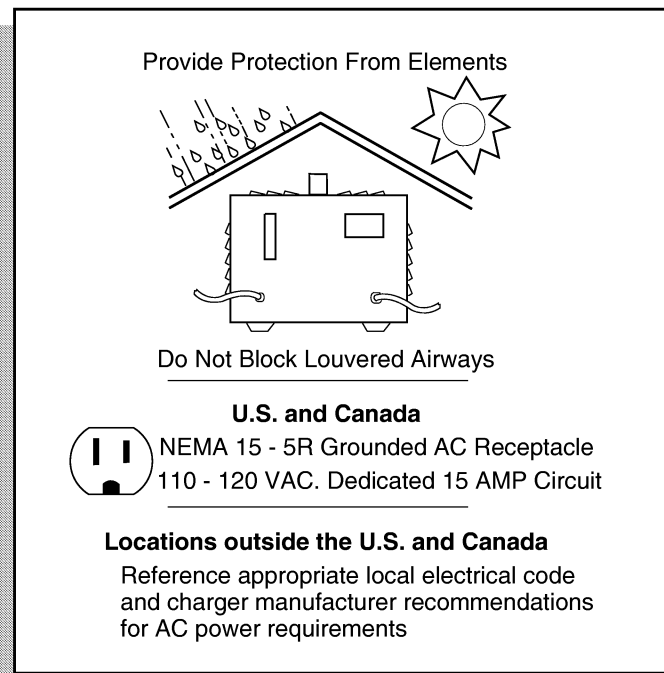 Provide Protection From Elements
Do Not Block Louvered Airways
U.S. and Canada
NEMA 15 - 5R Grounded AC Receptacle
110 - 120 VAC. Dedicated 15 AMP Circuit
Locations outside the U.S. and Canada
Reference appropriate local electrical code
and charger manufacturer recommendations
for AC power requirements